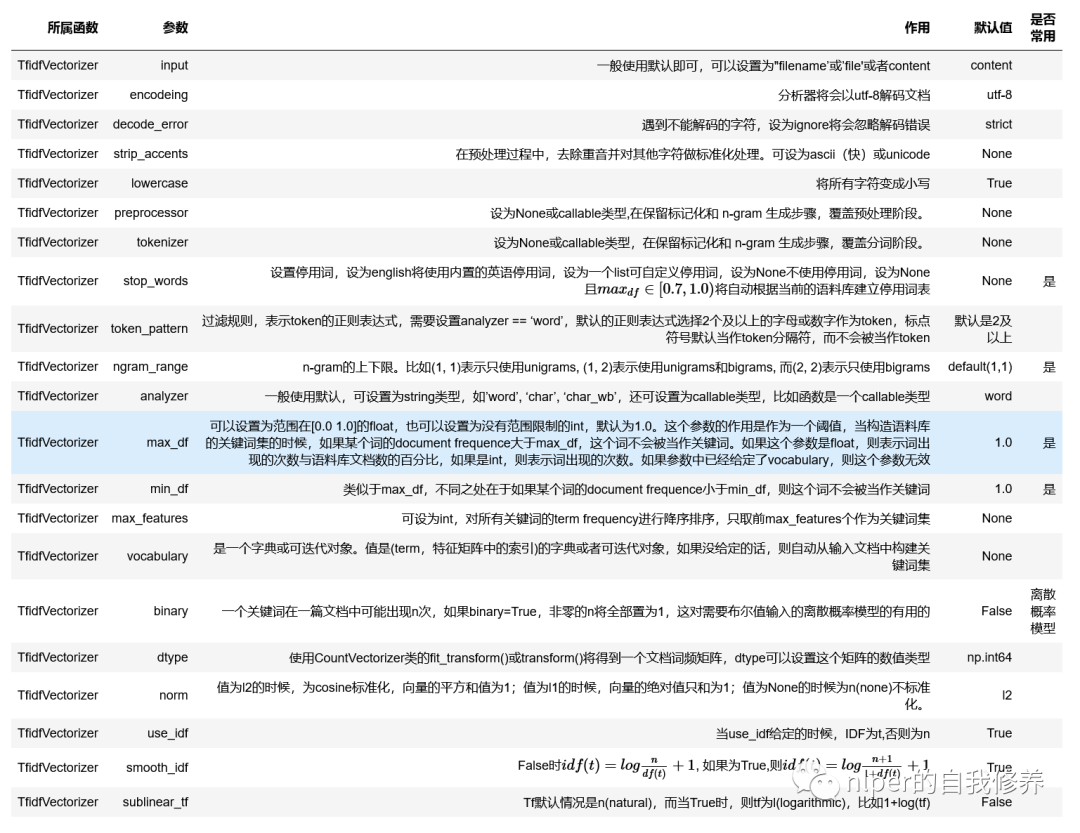 所属函数 参数 作用 默认值 是否
常用
TfidfVectorizer input 一般使用默认即可，可以设置为"filename'或'file'或者content content
TfidfVectorizer encodeing 分析器将会以utf-8解码文档 utf-8
TfidfVectorizer decode_error 遇到不能解码的字符，设为ignore将会忽略解码错误 strict
TfidfVectorizer strip_accents 在预处理过程中，去除重音并对其他字符做标准化处理。可设为ascii（快）或unicode None
TfidfVectorizer lowercase 将所有字符变成小写 True
TfidfVectorizer preprocessor 设为None或callable类型,在保留标记化和 n-gram 生成步骤，覆盖预处理阶段。 None
TfidfVectorizer tokenizer 设为None或callable类型，在保留标记化和 n-gram 生成步骤，覆盖分词阶段。 None
TfidfVectorizer stop_words 设置停用词，设为english将使用内置的英语停用词，设为一个list可自定义停用词，设为None不使用停用词，设为None
且max_df ∈ [0.7, 1.0)将自动根据当前的语料库建立停用词表 None 是
TfidfVectorizer token_pattern 过滤规则，表示token的正则表达式，需要设置analyzer == 'word'，默认的正则表达式选择2个及以上的字母或数字作为token，标点
符号默认当作token分隔符，而不会被当作token 默认是2及
以上
TfidfVectorizer ngram_range n-gram的上下限。比如(1, 1)表示只使用unigrams, (1, 2)表示使用unigrams和bigrams, 而(2, 2)表示只使用bigrams default(1,1) 是
TfidfVectorizer analyzer 一般使用默认，可设置为string类型，如'word', 'char', 'char_wb'，还可设置为callable类型，比如函数是一个callable类型 word
TfidfVectorizer max_df 可以设置为范围在[0.0 1.0]的float，也可以设置为没有范围限制的int，默认为1.0。这个参数的作用是作为一个阈值，当构造语料库
的关键词集的时候，如果某个词的document frequence大于max_df，这个词不会被当作关键词。如果这个参数是float，则表示词出
现的次数与语料库文档数的百分比，如果是int，则表示词出现的次数。如果参数中已经给定了vocabulary，则这个参数无效 1.0 是
TfidfVectorizer min_df 类似于max_df，不同之处在于如果某个词的document frequence小于min_df，则这个词不会被当作关键词 1.0 是
TfidfVectorizer max_features 可设为int，对所有关键词的term frequency进行降序排序，只取前max_features个作为关键词集 None
TfidfVectorizer vocabulary 是一个字典或可迭代对象。值是(term，特征矩阵中的索引)的字典或者可迭代对象，如果没给定的话，则自动从输入文档中构建关
键词集 None
TfidfVectorizer binary 一个关键词在一篇文档中可能出现n次，如果binary=True，非零的n将全部置为1，这对需要布尔值输入的离散概率模型的有用的 False 离散
概率
模型
TfidfVectorizer dtype 使用CountVectorizer类的fit_transform()或transform()将得到一个文档词频矩阵，dtype可以设置这个矩阵的数值类型 np.int64
TfidfVectorizer norm 值为l2的时候，为cosine标准化，向量的平方和值为1；值为l1的时候，向量的绝对值只和为1；值为None的时候为n(none)不标准
化。 l2
TfidfVectorizer use_idf 当use_idf给定的时候，IDF为t,否则为n True
TfidfVectorizer smooth_idf False时idf(t) = log n/df(t) + 1, 如果为True,则idf(t) = log n+1/1+df(t) + 1 True
TfidfVectorizer sublinear_tf Tf默认情况是n(natural)，而当True时，则tf为l(logarithmic)，比如1+log(tf) False
nlper的自我修养